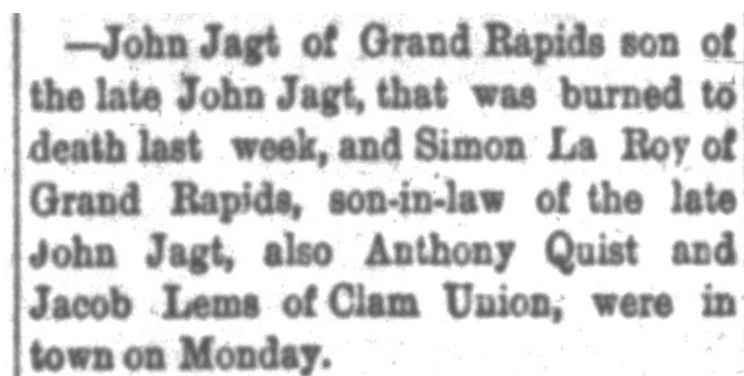 —John Jagt of Grand Rapids son of
the late John Jagt, that was burned to
death last week, and Simon La Roy of
Grand Rapids, son-in-law of the late
John Jagt, also Anthony Quist and
Jacob Lems of Clam Union, were in
town on Monday.